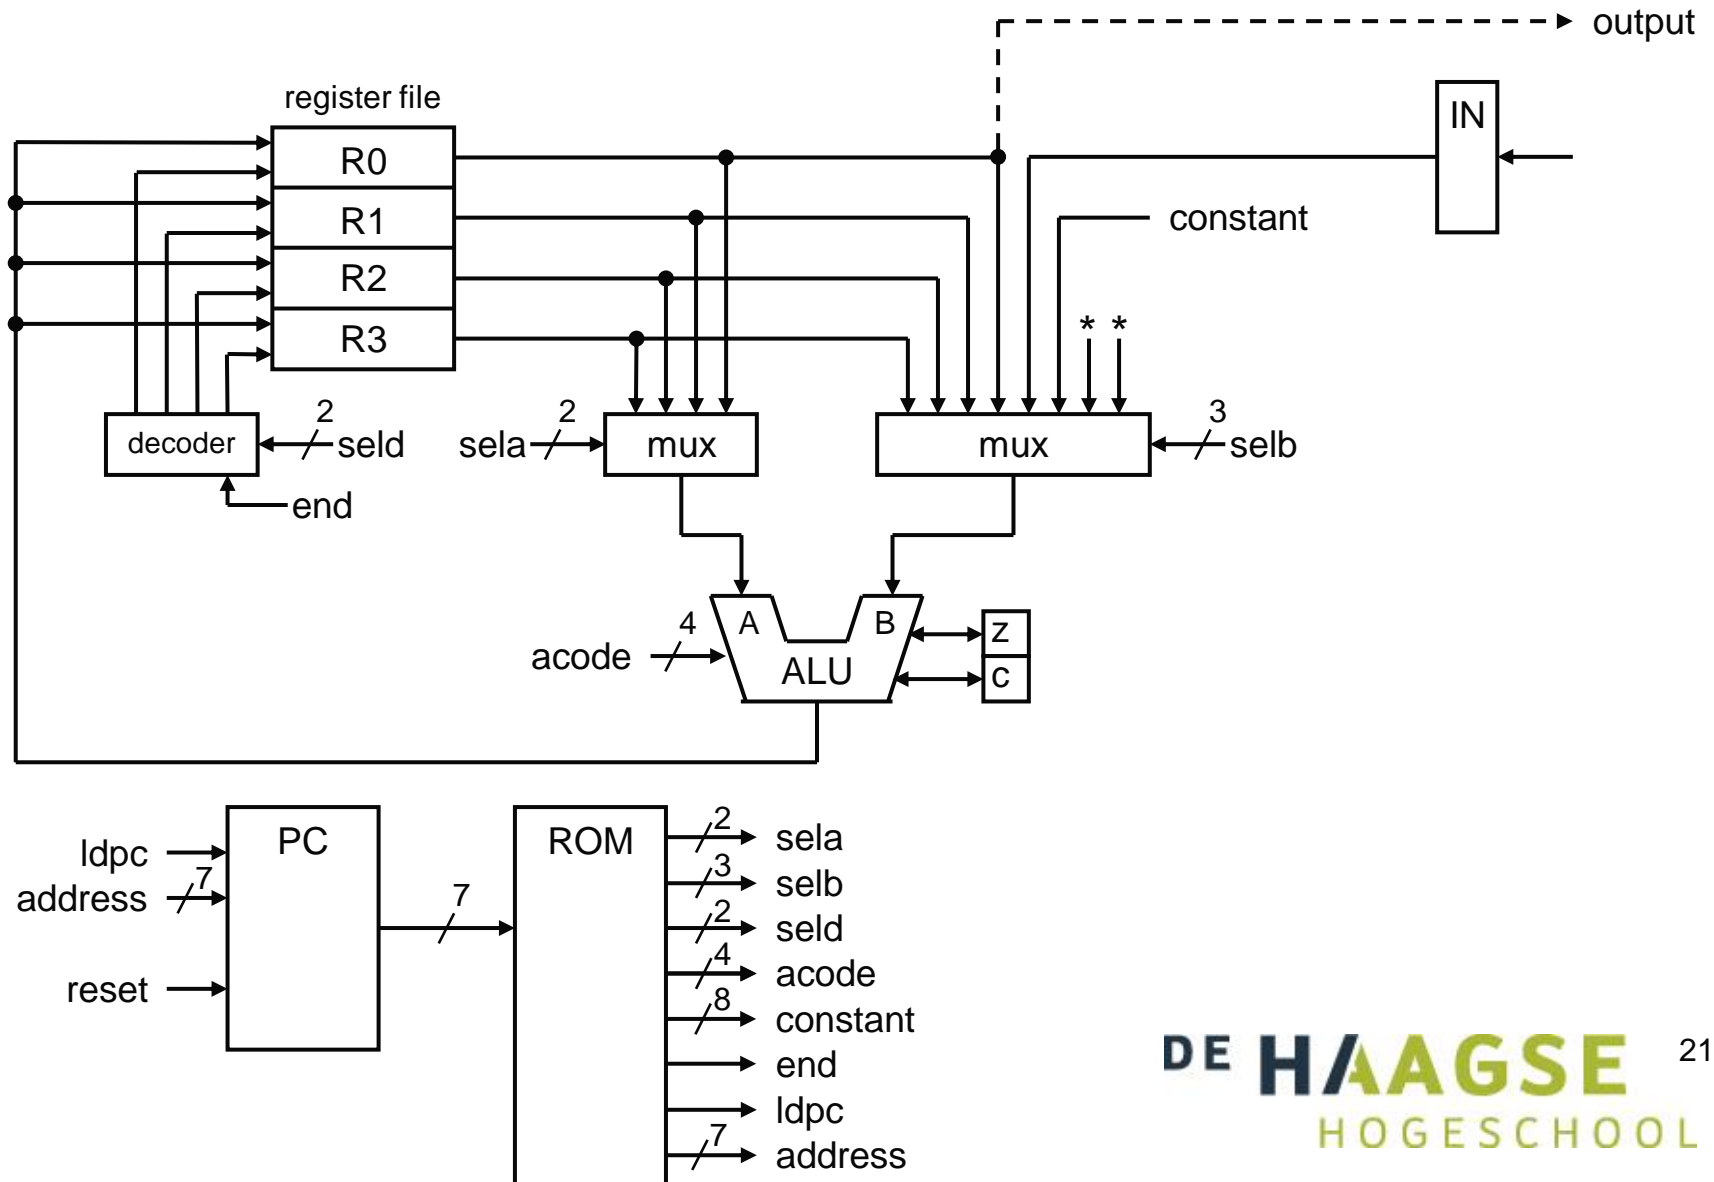 output
register file
IN
R0
R1
constant
R2
R3
* *
2
2
3
decoder
seld
sela
mux
mux
selb
end
A
B
z
4
acode
ALU
c
PC
ROM
2
sela
ldpc
3
selb
address
7
7
2
seld
4
acode
reset
8
constant
end
ldpc
7
address
DE HAAGSE
HOGESCHOOL
21